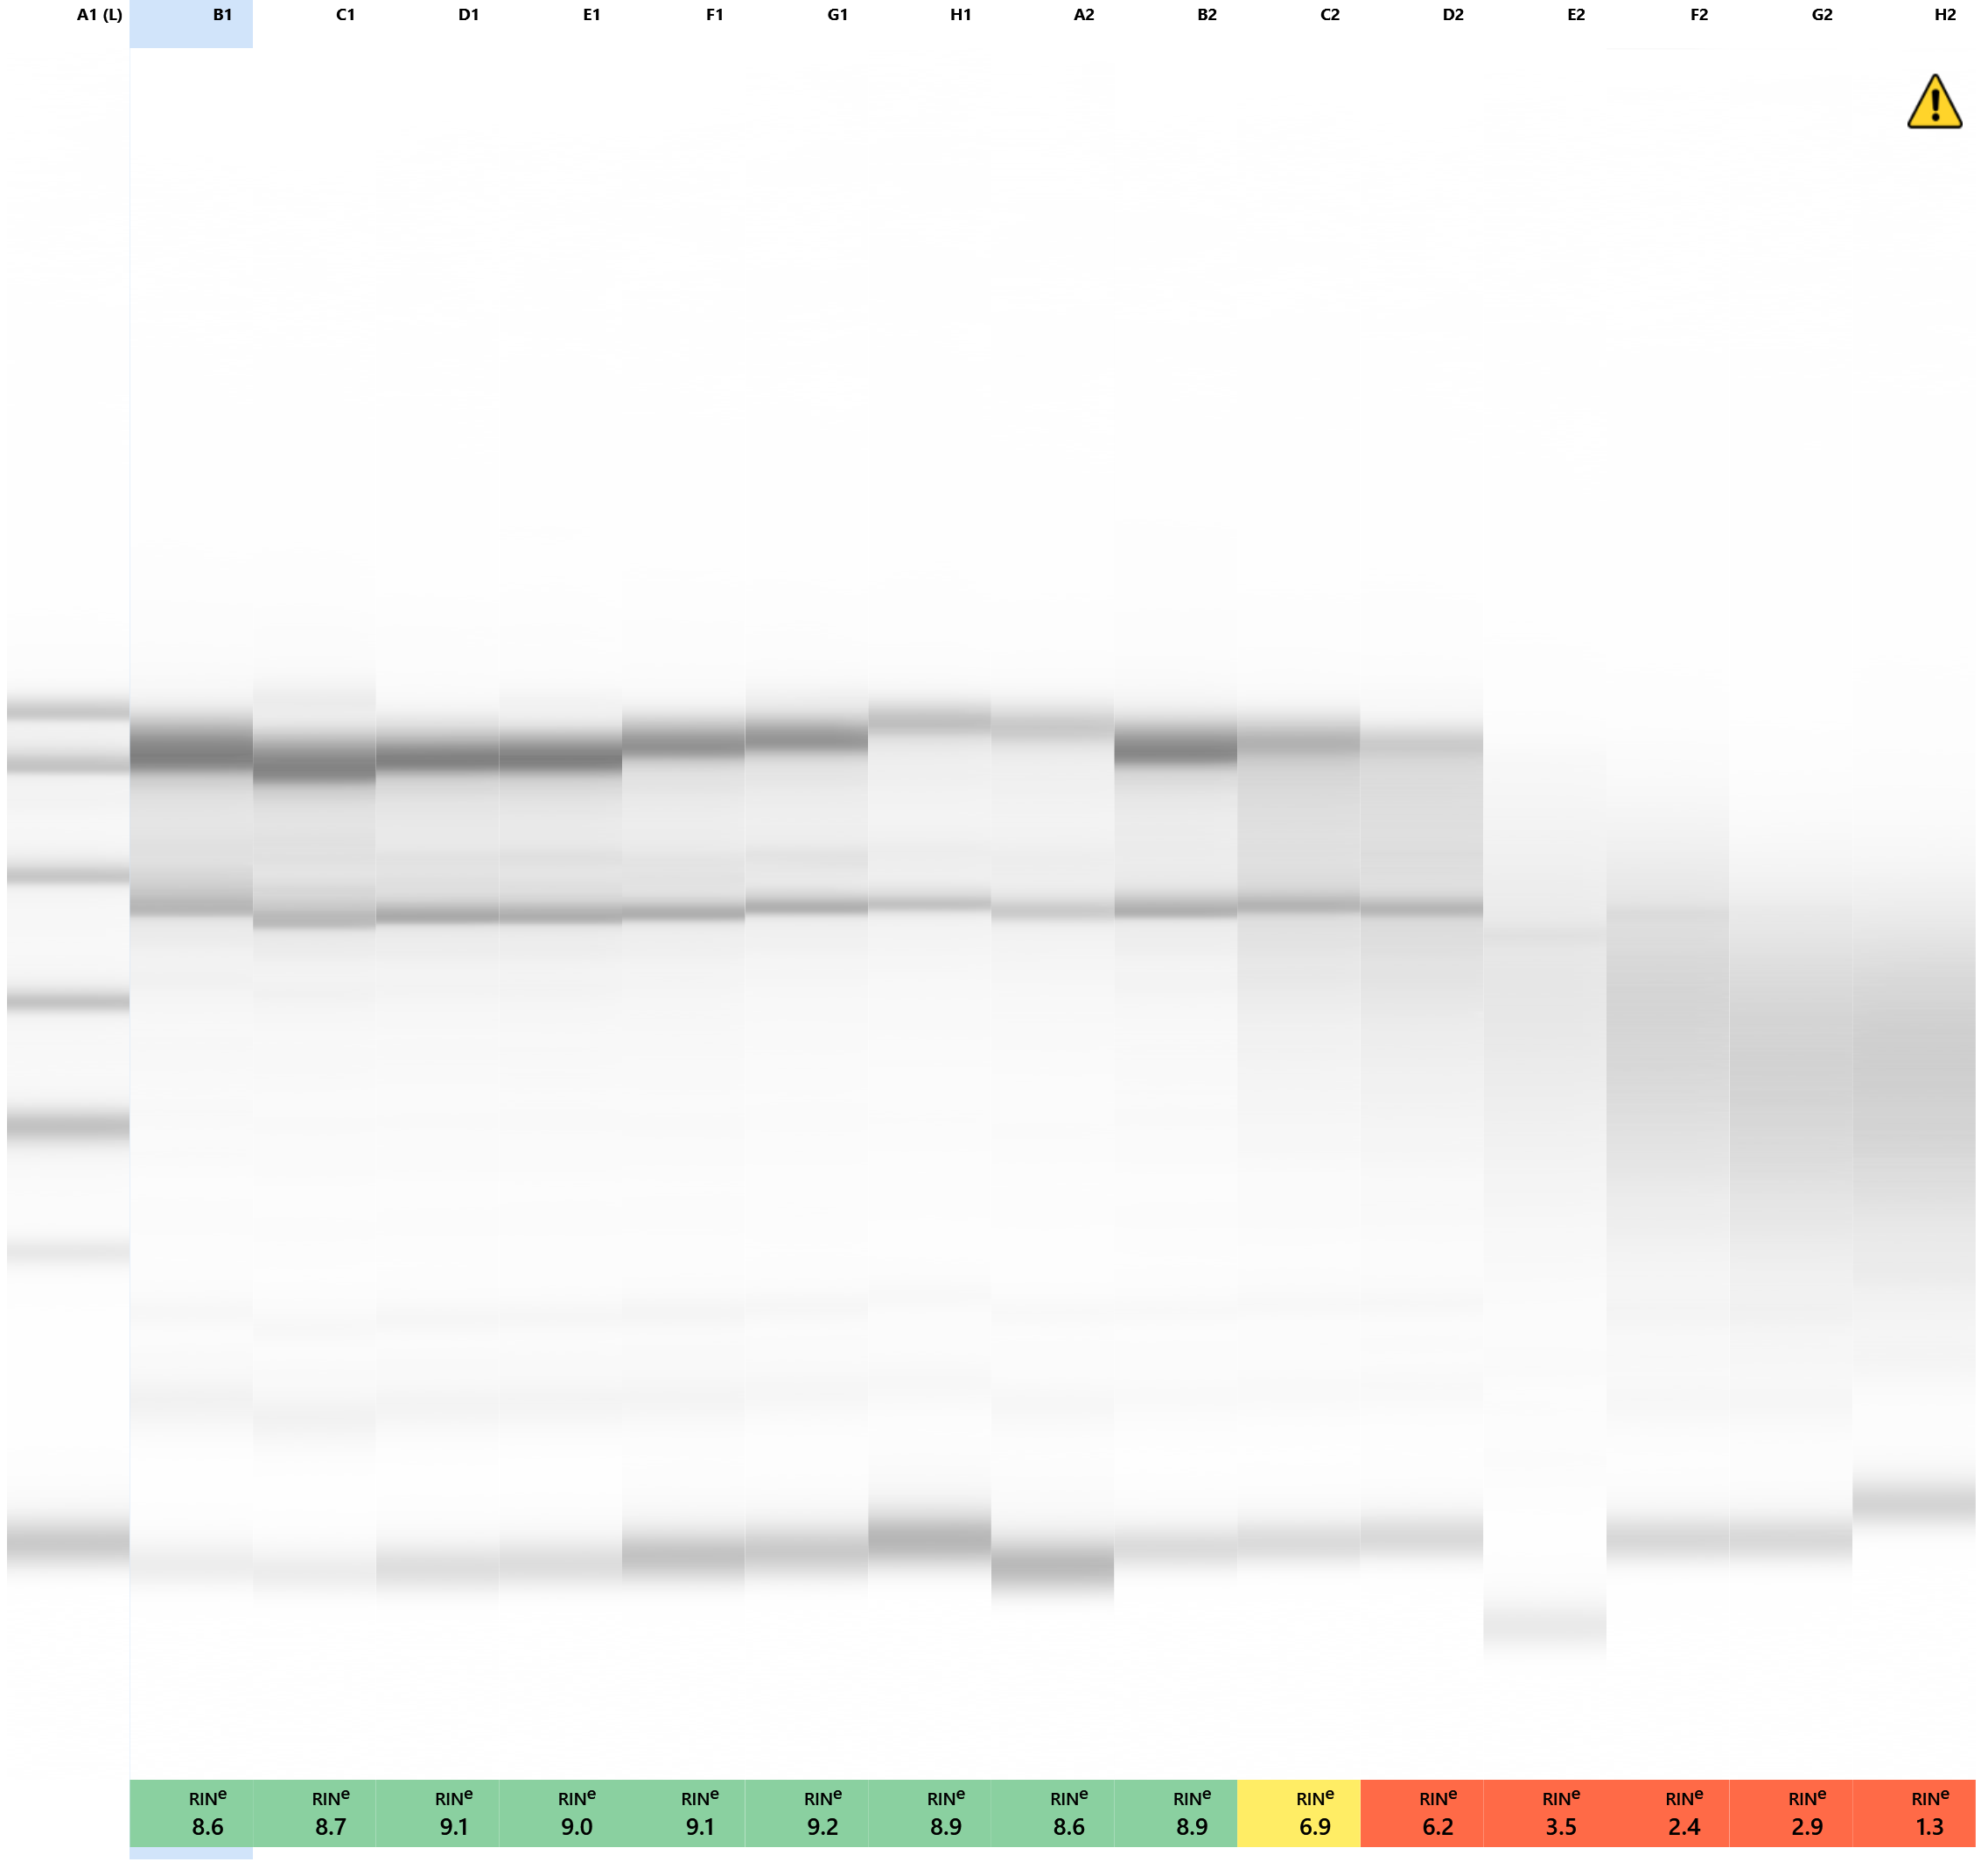 A1 (L) B1 C1 D1 E1 F1 G1 H1 A2 B2 C2 D2 E2 F2 G2 H2
RINe RINe RINe RINe RINe RINe RINe RINe RINe RINe RINe RINe RINe RINe RINe
8.6 8.7 9.1 9.0 9.1 9.2 8.9 8.6 8.9 6.9 6.2 3.5 2.4 2.9 1.3